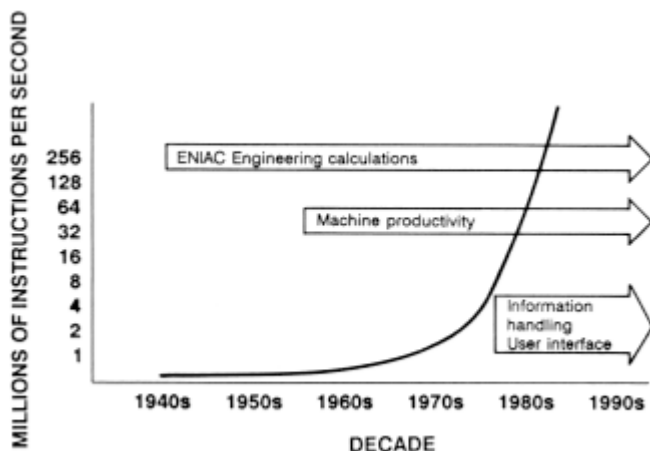 MILLIONS OF INSTRUCTIONS PER SECOND
256
128
64
32
16
8
4
2
1
ENIAC Engineering calculations
Machine productivity
Information
handling
User interface
1940s 1950s 1960s 1970s 1980s 1990s
DECADE